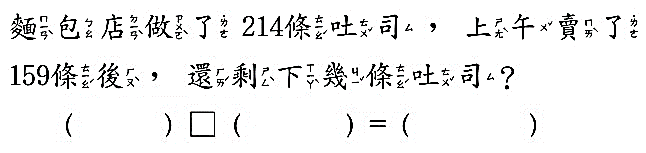 麵包店做了 214條吐司，上午賣了
159條後，還剩下幾條吐司？
(　　　)□(　　　)＝(　　　)